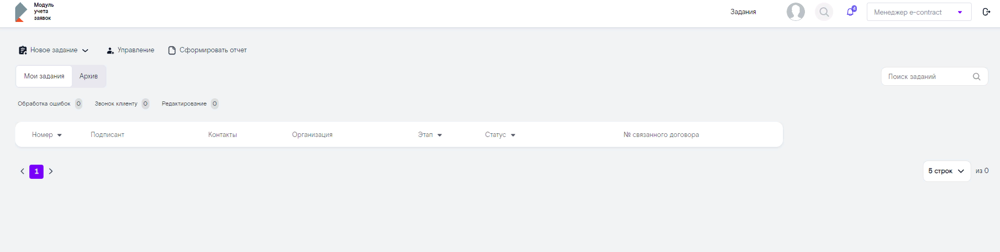 Модуль
учета
заявок
Задания
4
Менеджер e-contract
Новое задание
Управление
Сформировать отчет
Мои задания
Архив
Поиск заданий
Обработка ошибок 0
Звонок клиенту 0
Редактирование 0
Номер
Подписант
Контакты
Организация
Этап
Статус
№ связанного договора
1
5 строк
из 0